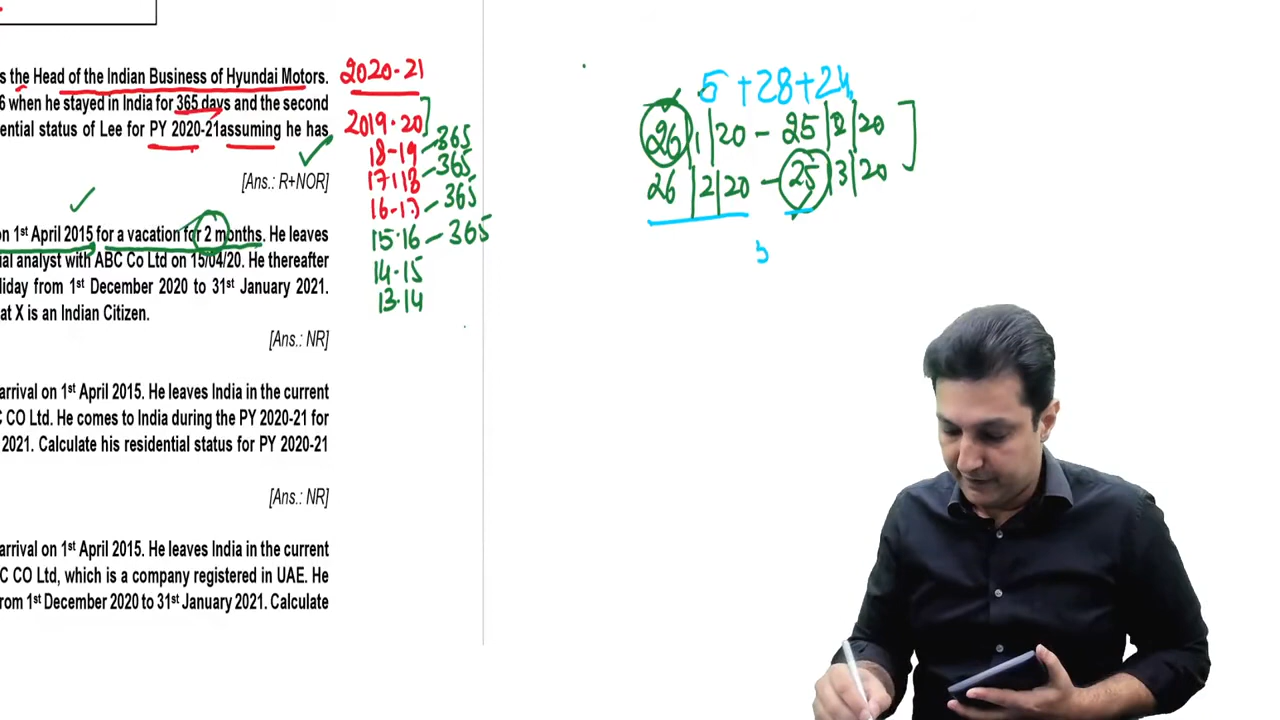 s the Head of the Indian Business of Hyundai Motors.
6 when he stayed in India for 365 days and the second
ential status of Lee for PY 2020-21assuming he has
[Ans.: R+NOR]
on 1st April 2015 for a vacation for 2 months. He leaves
ial analyst with ABC Co Ltd on 15/04/20. He thereafter
liday from 1st December 2020 to 31st January 2021.
at X is an Indian Citizen.
[Ans.: NR]
arrival on 1st April 2015. He leaves India in the current
C CO Ltd. He comes to India during the PY 2020-21 for
2021. Calculate his residential status for PY 2020-21
[Ans.: NR]
arrival on 1st April 2015. He leaves India in the current
C CO Ltd, which is a company registered in UAE. He
rom 1st December 2020 to 31st January 2021. Calculate
2020-21
2019-20
18-19 - 365
17-18 - 365
16-17 - 365
15-16 - 365
14-15
13-14
5+28+24
26|1|20 - 25|2|20
26|2|20 - 25|3|20